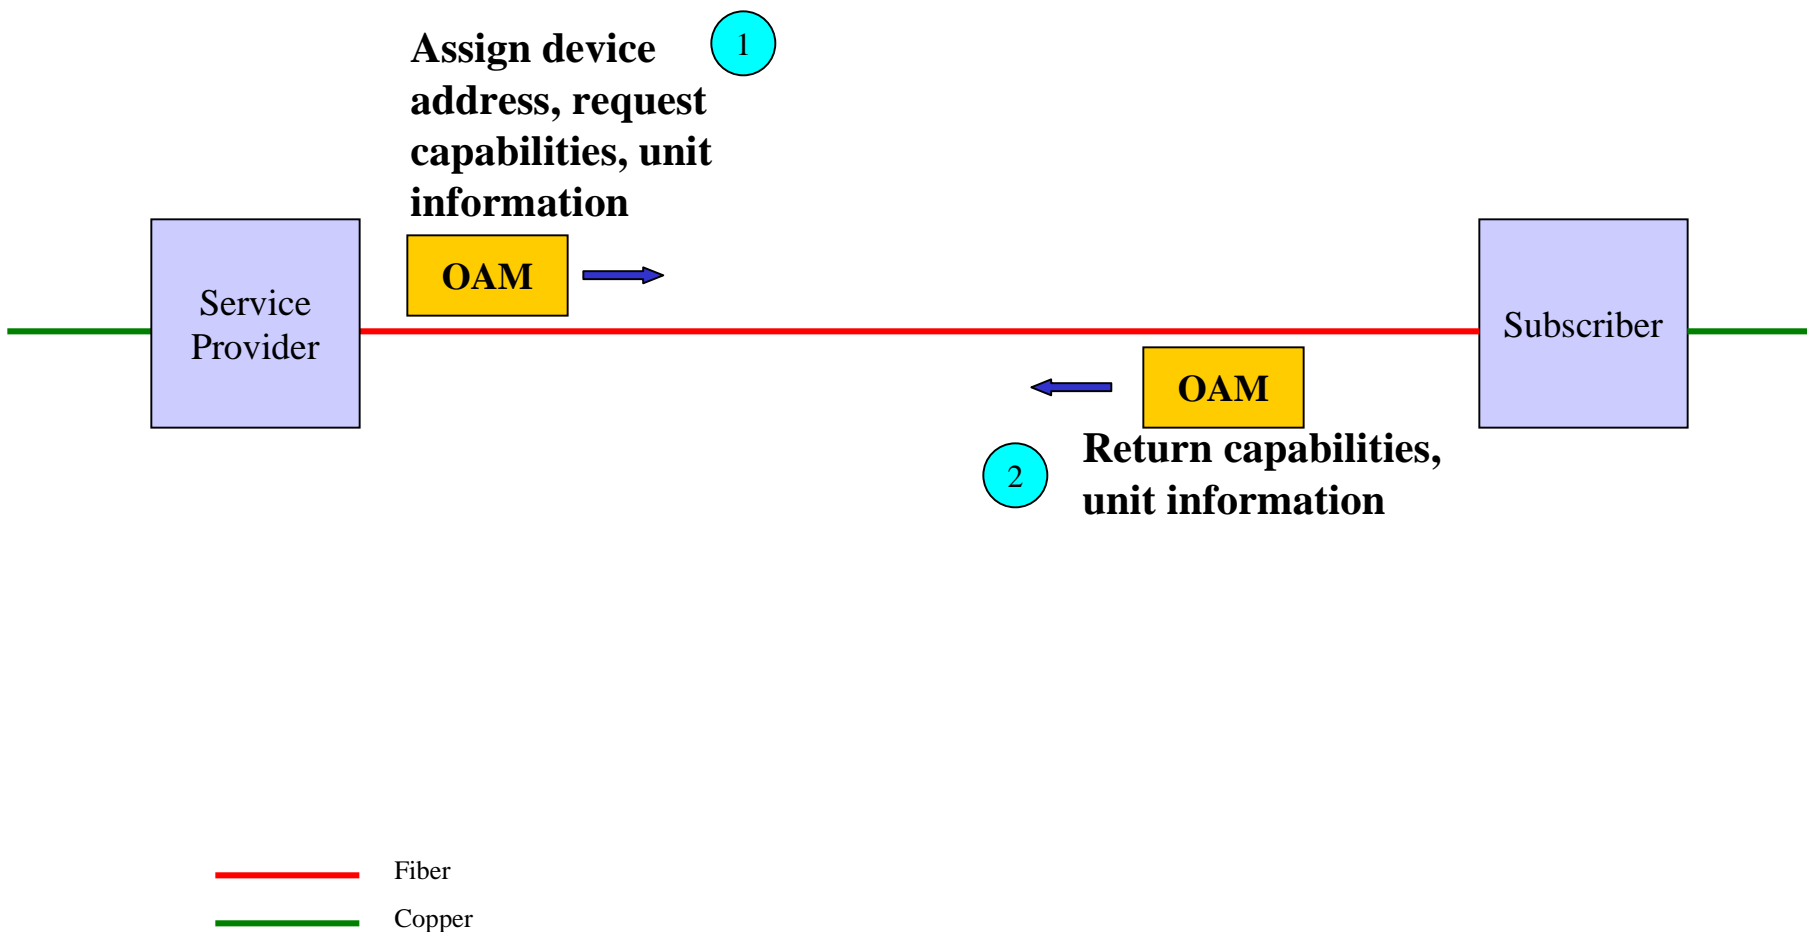 Assign device
address, request
capabilities, unit
information
1
OAM
Service
Provider
Subscriber
OAM
2
Return capabilities,
unit information
Fiber
Copper